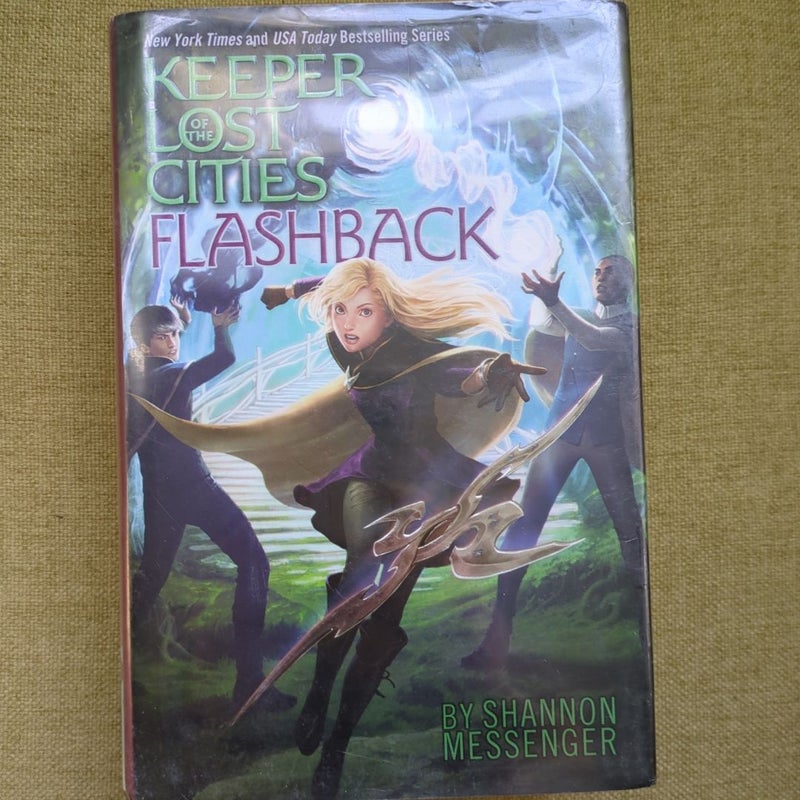 New York Times and USA Today Bestselling Series
KEEPER
OF THE
LOST
CITIES
FLASHBACK
BY SHANNON
MESSENGER